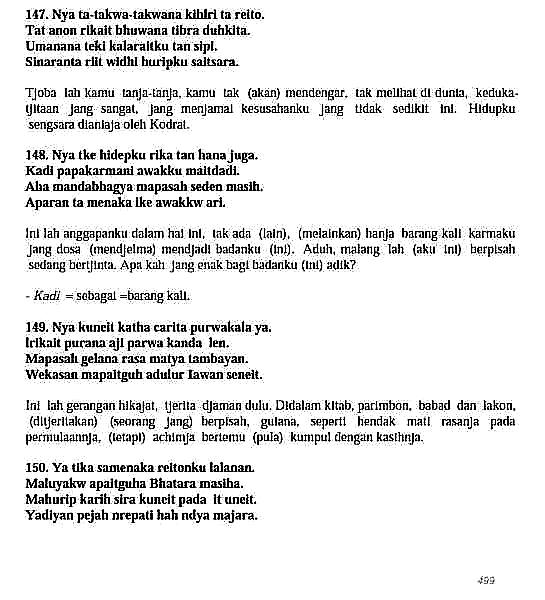 147. Nya ta-takwa-takwana kihlri ta reito.
Tat anon rikait bhuwana tibra duhkita.
Umanana teki kalaraitku tan sipi.
Sinaranta riit widhi huripku saitsara.
Tjoba lah kamu tanja-tanja, kamu tak (akan) mendengar, tak melihat di dunia, keduka-
tjitaan jang sangat, jang menjamai kesusahanku jang tidak sedikit ini. Hidupku
sengsara dianiaja oleh Kodrat.
148. Nya tke hidepku rika tan hana juga.
Kadi papakarmani awakku maitdadi.
Aha mandabhagya mapasah seden masih.
Aparan ta menaka ike awakkw ari.
Ini lah anggapanku dalam hal ini, tak ada (lain), (melainkan) hanja barang kali karmaku
jang dosa (mendjelma) mendjadi badanku (ini). Aduh, malang lah (aku ini) berpisah
sedang bertjinta. Apa kah jang enak bagi badanku (ini) adik?
- Kadi = sebagai =barang kali.
149. Nya kuneit katha carita purwakala ya.
Irikait purana aji parwa kanda len.
Mapasah gelana rasa matya tambayan.
Wekasan mapaitguh adulur lawan seneit.
Ini lah gerangan hikajat, tjerita djaman dulu. Didalam kitab, parimbon, babad dan lakon,
(ditjeritakan) (seorang jang) berpisah, gulana, seperti hendak mati rasanja pada
permulaannja, (tetapi) achirnja bertemu (pula) kumpul dengan kasihnja.
150. Ya tika samenaka reitonku lalanan.
Maluyakw apaitguha Bhatara masiha.
Mahurip karih sira kuneit pada it uneit.
Yadiyan pejah nrepati hah ndya majara.
499